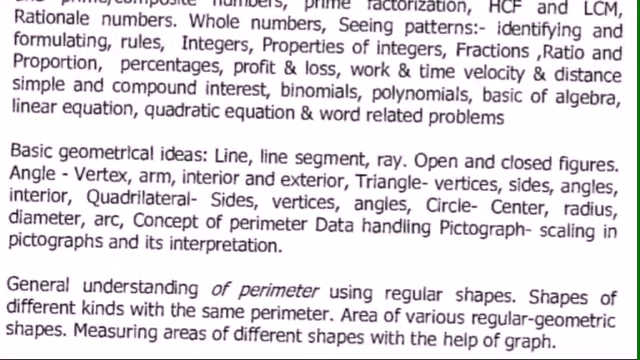 and prime/composite numbers, prime factorization, HCF and LCM,
Rationale numbers. Whole numbers, Seeing patterns:- identifying and
formulating, rules, Integers, Properties of integers, Fractions ,Ratio and
Proportion, percentages, profit & loss, work & time velocity & distance
simple and compound interest, binomials, polynomials, basic of algebra,
linear equation, quadratic equation & word related problems
Basic geometrical ideas: Line, line segment, ray. Open and closed figures.
Angle - Vertex, arm, interior and exterior, Triangle- vertices, sides, angles,
interior, Quadrilateral- Sides, vertices, angles, Circle- Center, radius,
diameter, arc, Concept of perimeter Data handling Pictograph- scaling in
pictographs and its interpretation.
General understanding of perimeter using regular shapes. Shapes of
different kinds with the same perimeter. Area of various regular-geometric
shapes. Measuring areas of different shapes with the help of graph.